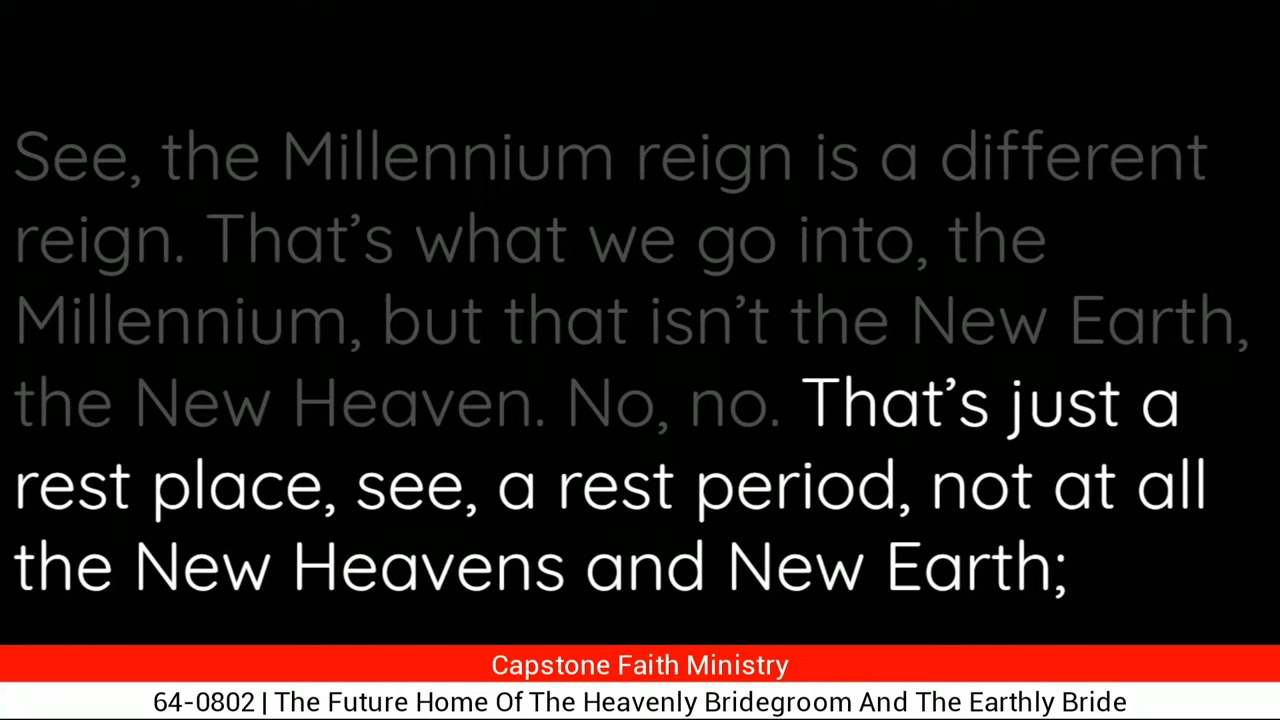 See, the Millennium reign is a different
reign. That’s what we go into, the
Millennium, but that isn’t the New Earth,
the New Heaven. No, no. That’s just a
rest place, see, a rest period, not at all
the New Heavens and New Earth;
Capstone Faith Ministry
64-0802 | The Future Home Of The Heavenly Bridegroom And The Earthly Bride